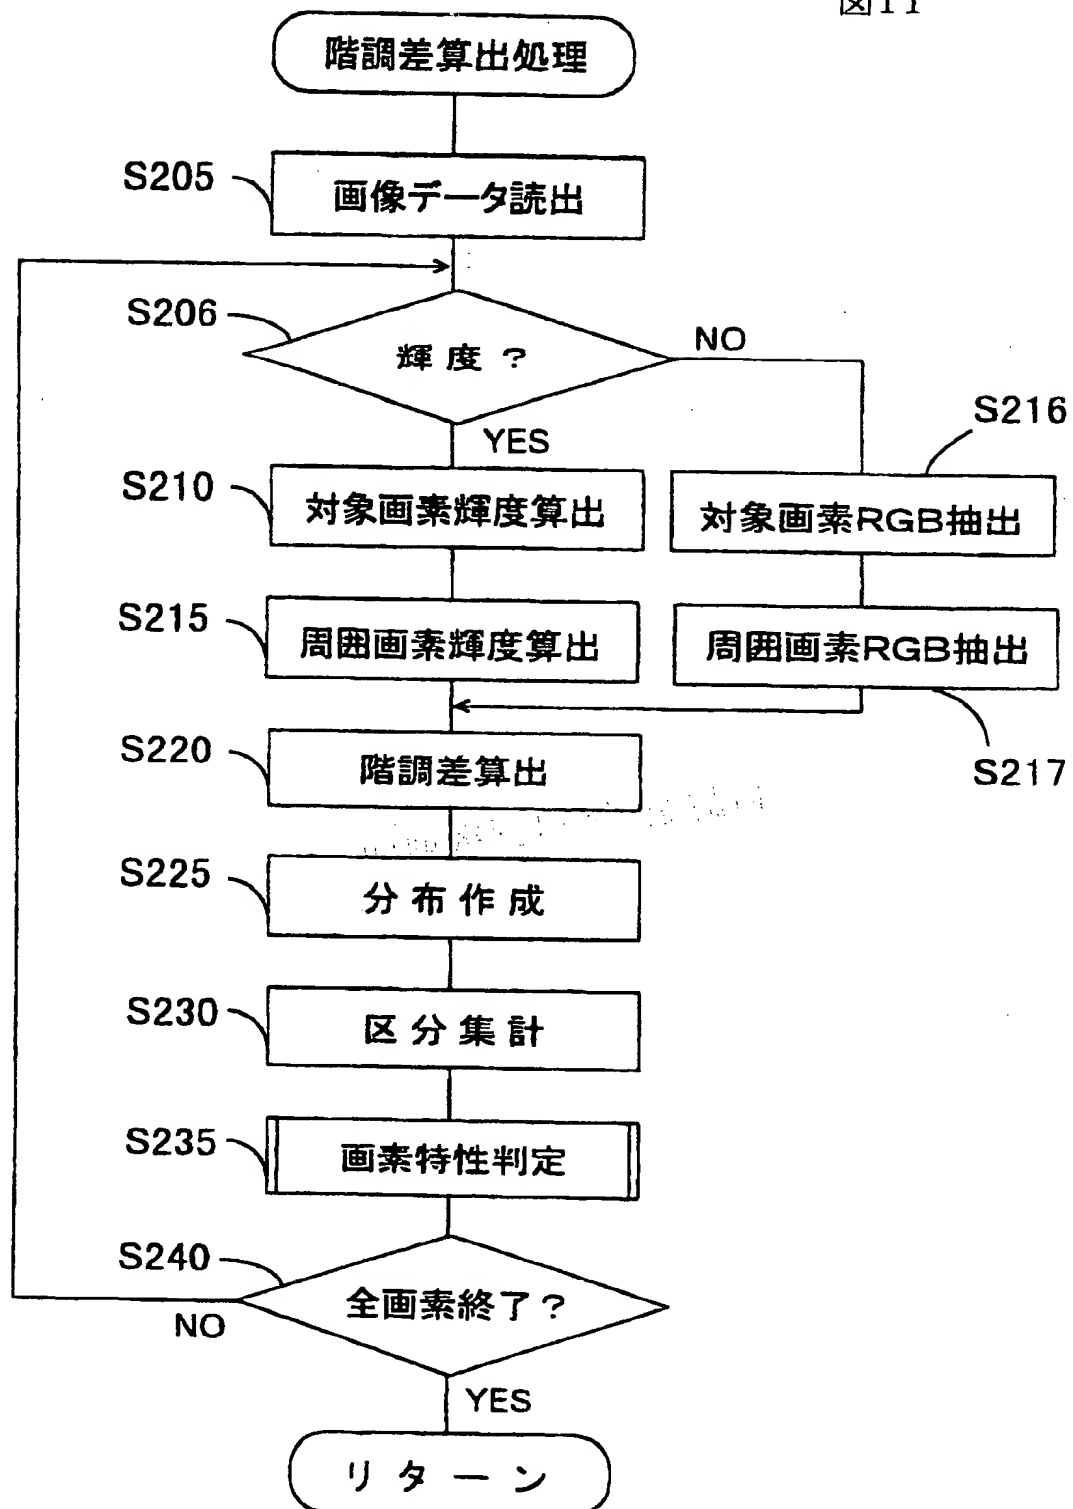 図11
階調差算出処理
S205
画像データ読出
S206
輝度?
NO
YES
S216
S210
対象画素輝度算出
対象画素RGB抽出
S215
周囲画素輝度算出
周囲画素RGB抽出
S217
S220
階調差算出
S225
分布作成
S230
区分集計
S235
画素特性判定
S240
全画素終了?
NO
YES
リターン